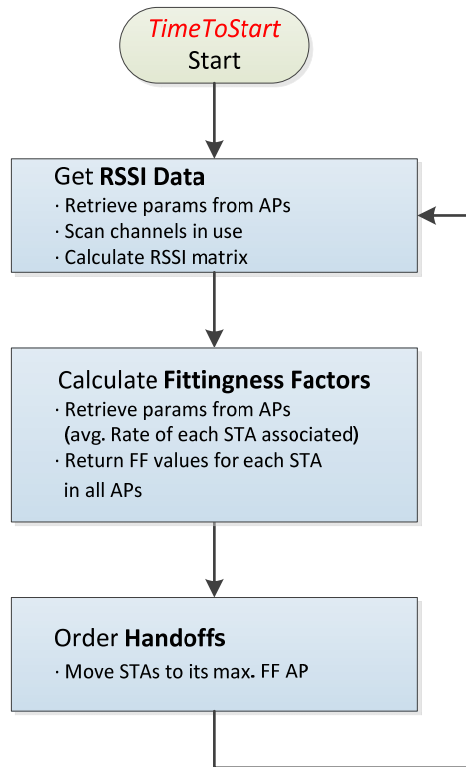 TimeToStart
Start
Get RSSI Data
· Retrieve params from APs
· Scan channels in use
· Calculate RSSI matrix
Calculate Fittingness Factors
· Retrieve params from APs
(avg. Rate of each STA associated)
· Return FF values for each STA
in all APs
Order Handoffs
· Move STAs to its max. FF AP